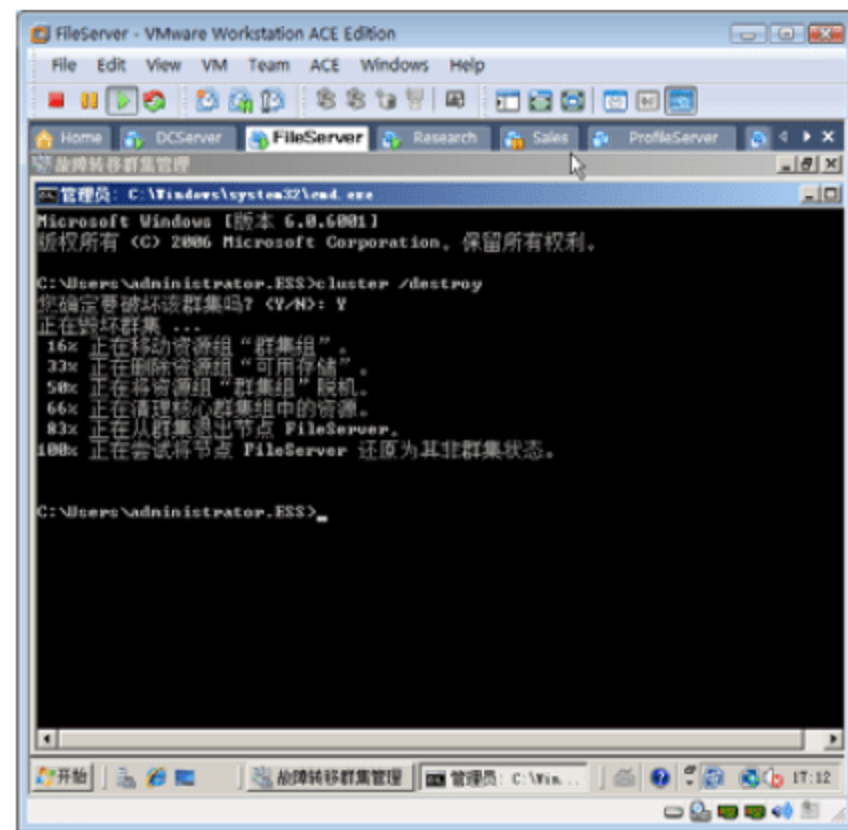 FileServer - VMware Workstation ACE Edition
File Edit View VM Team ACE Windows Help
Home DCServer FileServer Research Sales ProfileServer
故障转移群集管理
管理员: C:\Windows\system32\cmd.exe
Microsoft Windows [版本 6.0.6001]
版权所有 (C) 2006 Microsoft Corporation。保留所有权利。
C:\Users\administrator.ESS>cluster /destroy
您确定要破坏该群集吗? (Y/N): Y
正在毁坏群集 ...
16% 正在移动资源组“群集组”。
33% 正在删除资源组“可用存储”。
50% 正在将资源组“群集组”脱机。
66% 正在清理核心群集组中的资源。
83% 正在从群集退出节点 FileServer。
100% 正在尝试将节点 FileServer 还原为其非群集状态。
C:\Users\administrator.ESS>_
开始 故障转移群集管理 管理员: C:\Win... 17:12